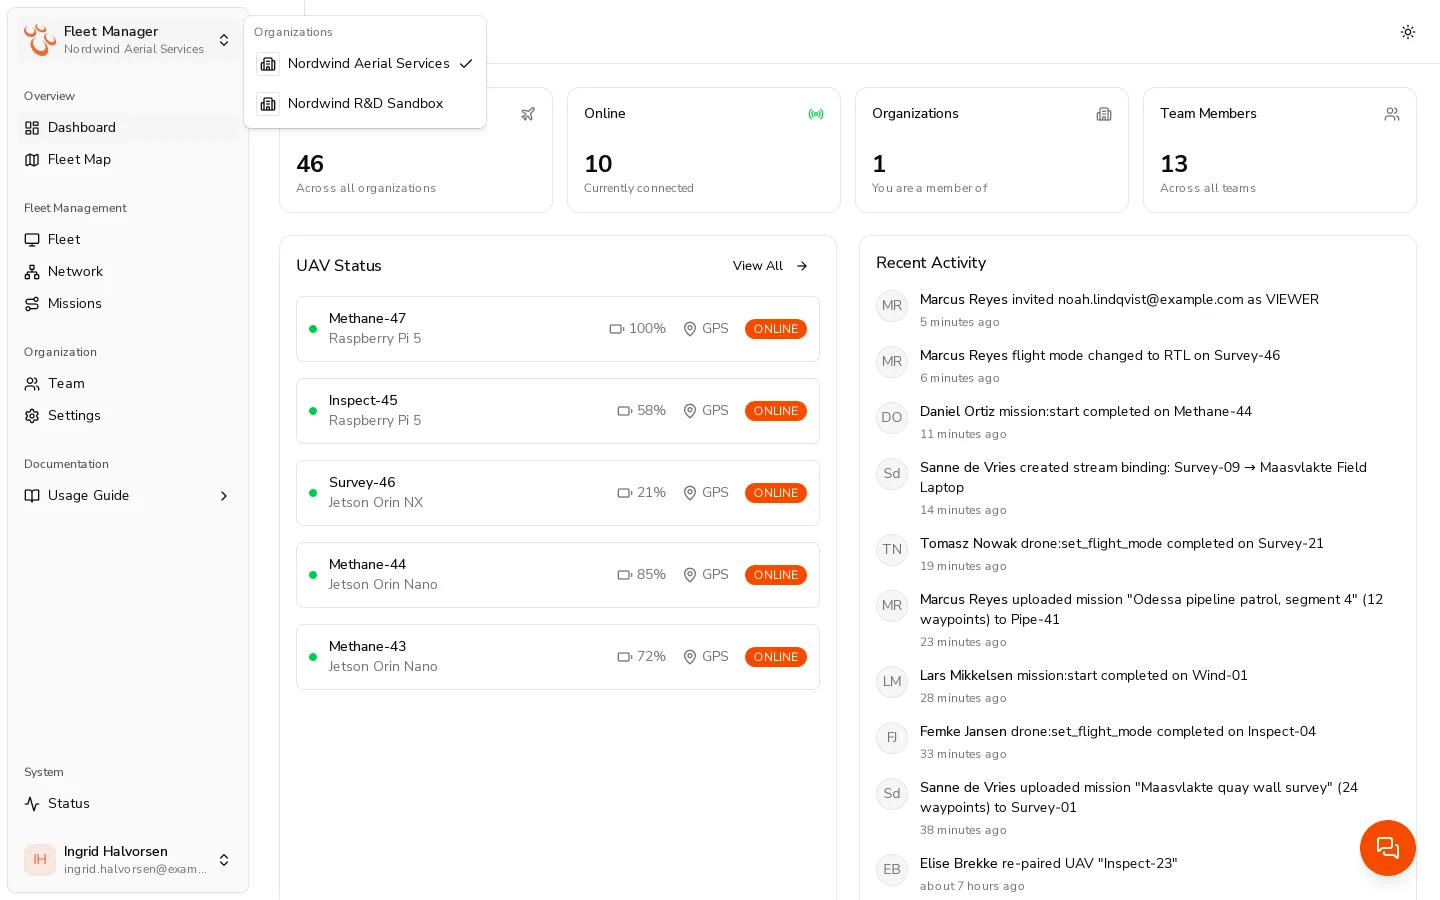 Fleet Manager
Nordwind Aerial Services
Overview
Dashboard
Fleet Map
Fleet Management
Fleet
Network
Missions
Organization
Team
Settings
Documentation
Usage Guide
System
Status
IH
Ingrid Halvorsen
ingrid.halvorsen@exam...
Organizations
Nordwind Aerial Services
Nordwind R&D Sandbox
46
Across all organizations
Online
10
Currently connected
Organizations
1
You are a member of
Team Members
13
Across all teams
UAV Status
View All
Methane-47
Raspberry Pi 5
100%
GPS
ONLINE
Inspect-45
Raspberry Pi 5
58%
GPS
ONLINE
Survey-46
Jetson Orin NX
21%
GPS
ONLINE
Methane-44
Jetson Orin Nano
85%
GPS
ONLINE
Methane-43
Jetson Orin Nano
72%
GPS
ONLINE
Recent Activity
MR
Marcus Reyes invited noah.lindqvist@example.com as VIEWER
5 minutes ago
MR
Marcus Reyes flight mode changed to RTL on Survey-46
6 minutes ago
DO
Daniel Ortiz mission:start completed on Methane-44
11 minutes ago
Sd
Sanne de Vries created stream binding: Survey-09 → Maasvlakte Field
Laptop
14 minutes ago
TN
Tomasz Nowak drone:set_flight_mode completed on Survey-21
19 minutes ago
MR
Marcus Reyes uploaded mission "Odessa pipeline patrol, segment 4" (12
waypoints) to Pipe-41
23 minutes ago
LM
Lars Mikkelsen mission:start completed on Wind-01
28 minutes ago
FJ
Femke Jansen drone:set_flight_mode completed on Inspect-04
33 minutes ago
Sd
Sanne de Vries uploaded mission "Maasvlakte quay wall survey" (24
waypoints) to Survey-01
38 minutes ago
EB
Elise Brekke re-paired UAV "Inspect-23"
about 7 hours ago